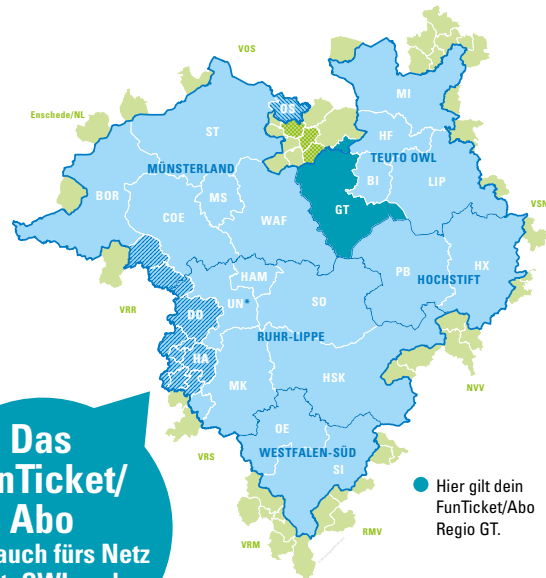 VOS
MI
OS
Enschede/NL
ST
HF
TEUTO OWL
MÜNSTERLAND
BI
LIP
BOR
MS
GT
VSN
COE
WAF
PB
HX
HAM
HOCHSTIFT
UN*
SO
VRR
DO
RUHR-LIPPE
HA
HSK
MK
NVV
OE
VRS
WESTFALEN-SÜD
SI
Das
Abo
auch fürs Netz
Hier gilt dein
FunTicket/Abo
Regio GT.
VRM
RMV